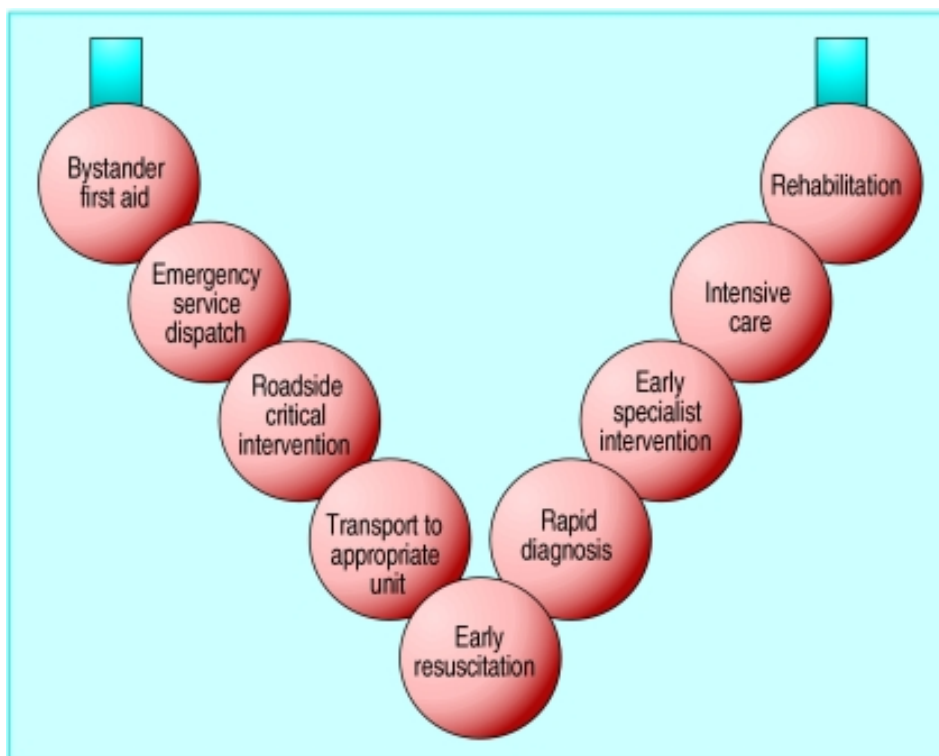 Bystander
first aid
Emergency
service
dispatch
Roadside
critical
intervention
Transport to
appropriate
unit
Early
resuscitation
Rapid
diagnosis
Early
specialist
intervention
Intensive
care
Rehabilitation